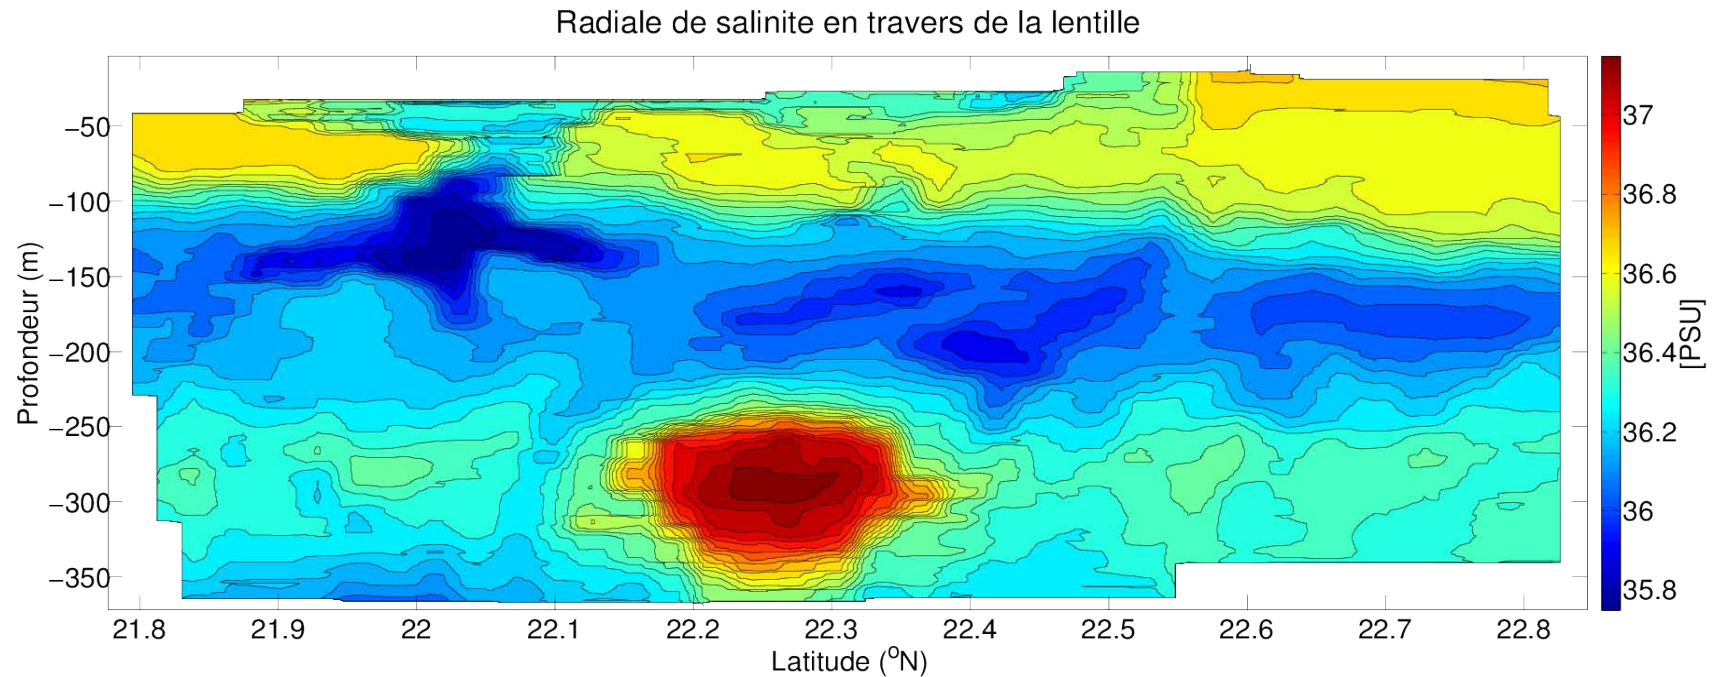 Radiale de salinite en travers de la lentille
Profondeur (m)
−50
−100
−150
−200
−250
−300
−350
21.8 21.9 22 22.1 22.2 22.3 22.4 22.5 22.6 22.7 22.8
Latitude (°N)
37
36.8
36.6
36.4
36.2
36
35.8
[PSU]